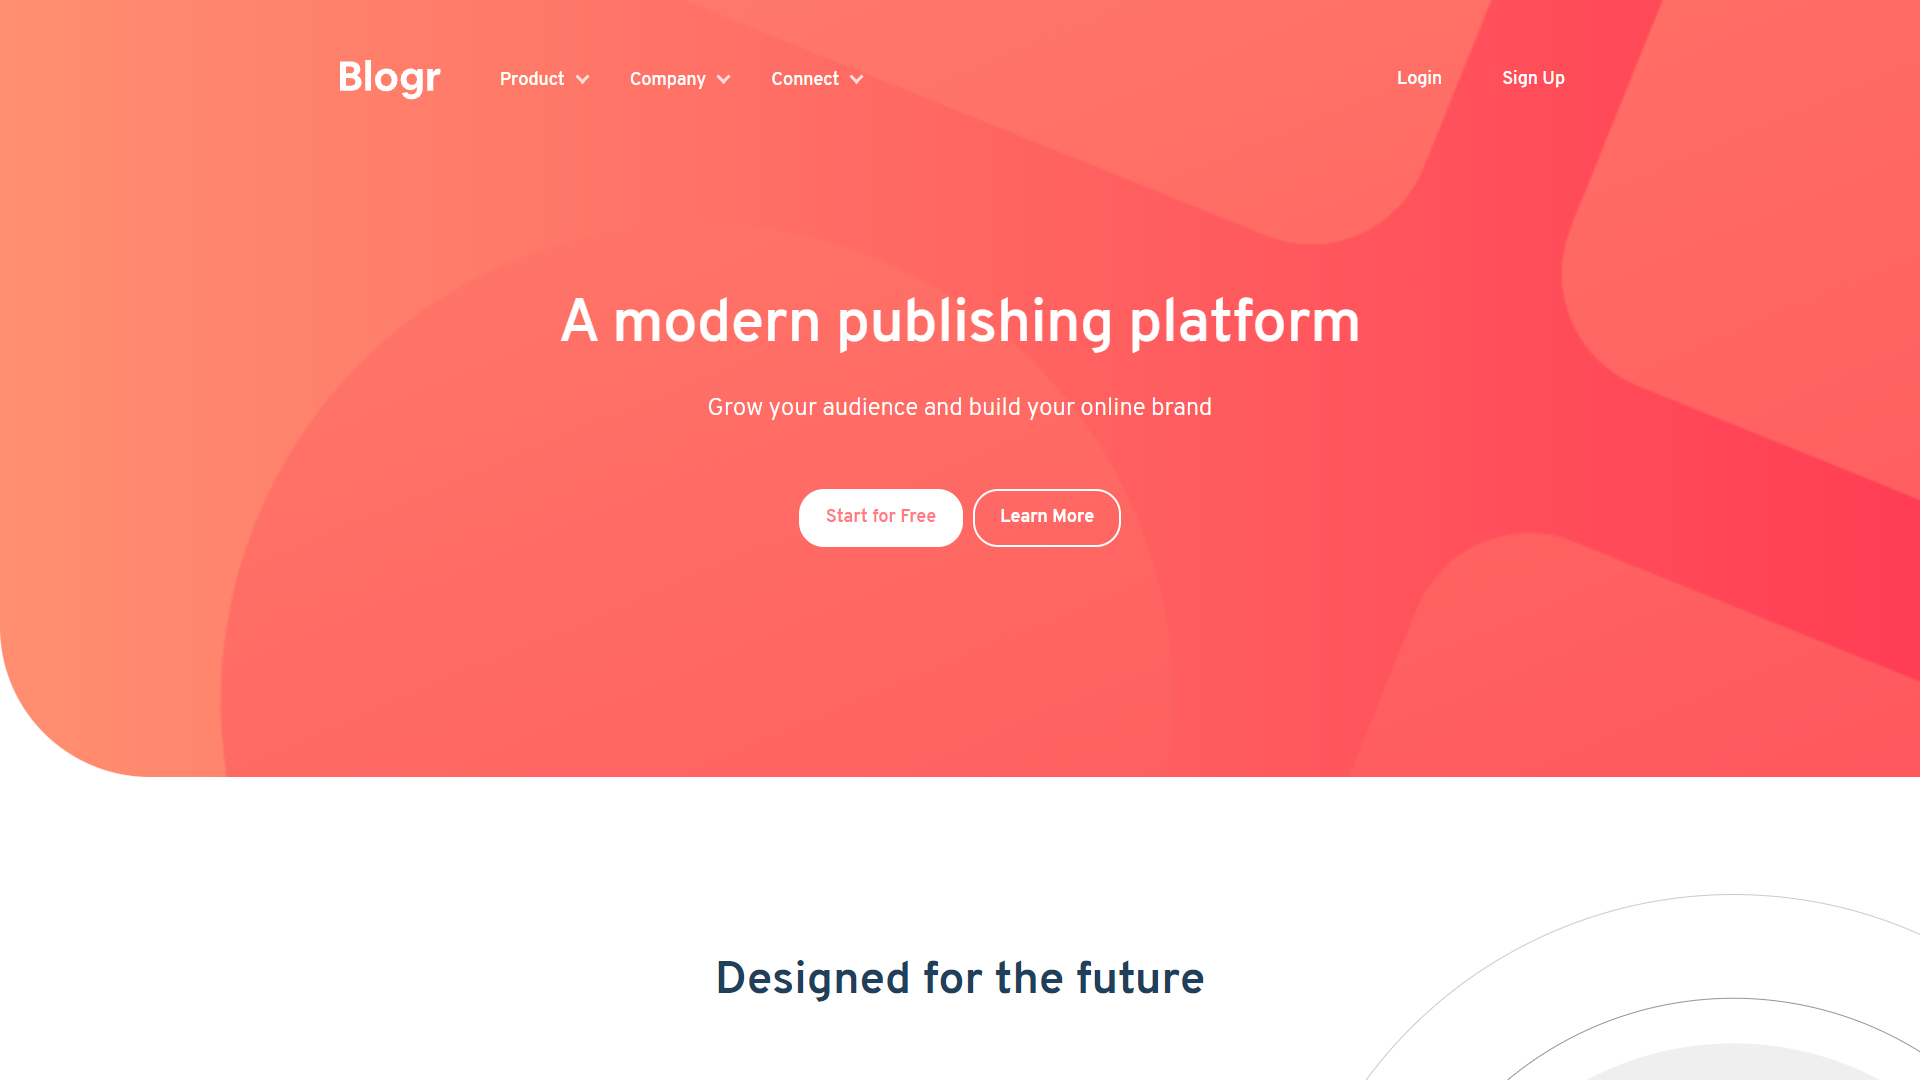 Blogr Product Company Connect Login Sign Up
A modern publishing platform
Grow your audience and build your online brand
Start for Free Learn More
Designed for the future